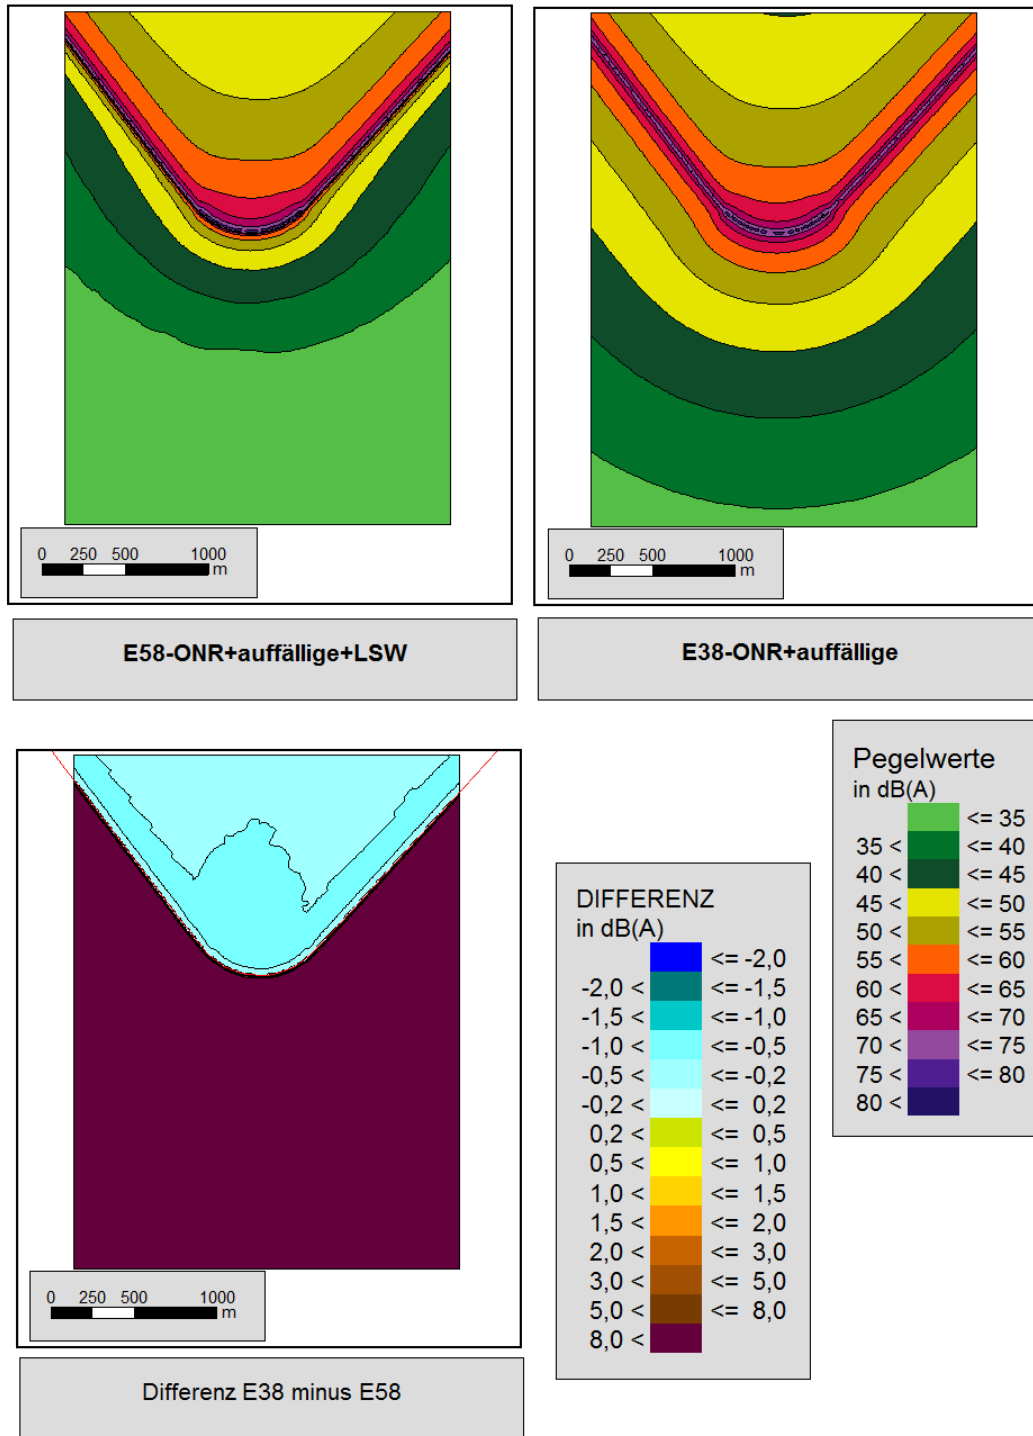 0 250 500 1000
m
0 250 500 1000
m
E58-ONR+auffällige+LSW
E38-ONR+auffällige
0 250 500 1000
m
Differenz E38 minus E58
DIFFERENZ
in dB(A)
<= -2,0
-2,0 < <= -1,5
-1,5 < <= -1,0
-1,0 < <= -0,5
-0,5 < <= -0,2
-0,2 < <= 0,2
0,2 < <= 0,5
0,5 < <= 1,0
1,0 < <= 1,5
1,5 < <= 2,0
2,0 < <= 3,0
3,0 < <= 5,0
5,0 < <= 8,0
8,0 <
Pegelwerte
in dB(A)
<= 35
35 < <= 40
40 < <= 45
45 < <= 50
50 < <= 55
55 < <= 60
60 < <= 65
65 < <= 70
70 < <= 75
75 < <= 80
80 <